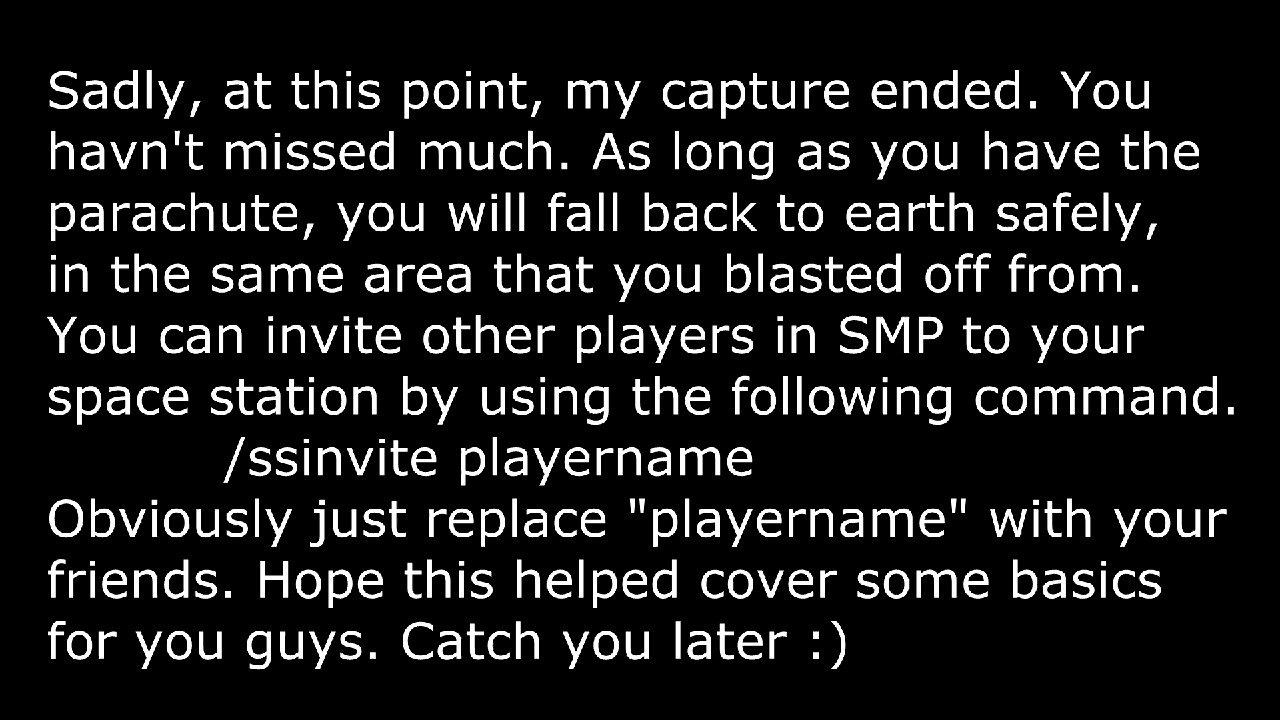 Sadly, at this point, my capture ended. You
havn't missed much. As long as you have the
parachute, you will fall back to earth safely,
in the same area that you blasted off from.
You can invite other players in SMP to your
space station by using the following command.
/ssinvite playername
Obviously just replace "playername" with your
friends. Hope this helped cover some basics
for you guys. Catch you later :)